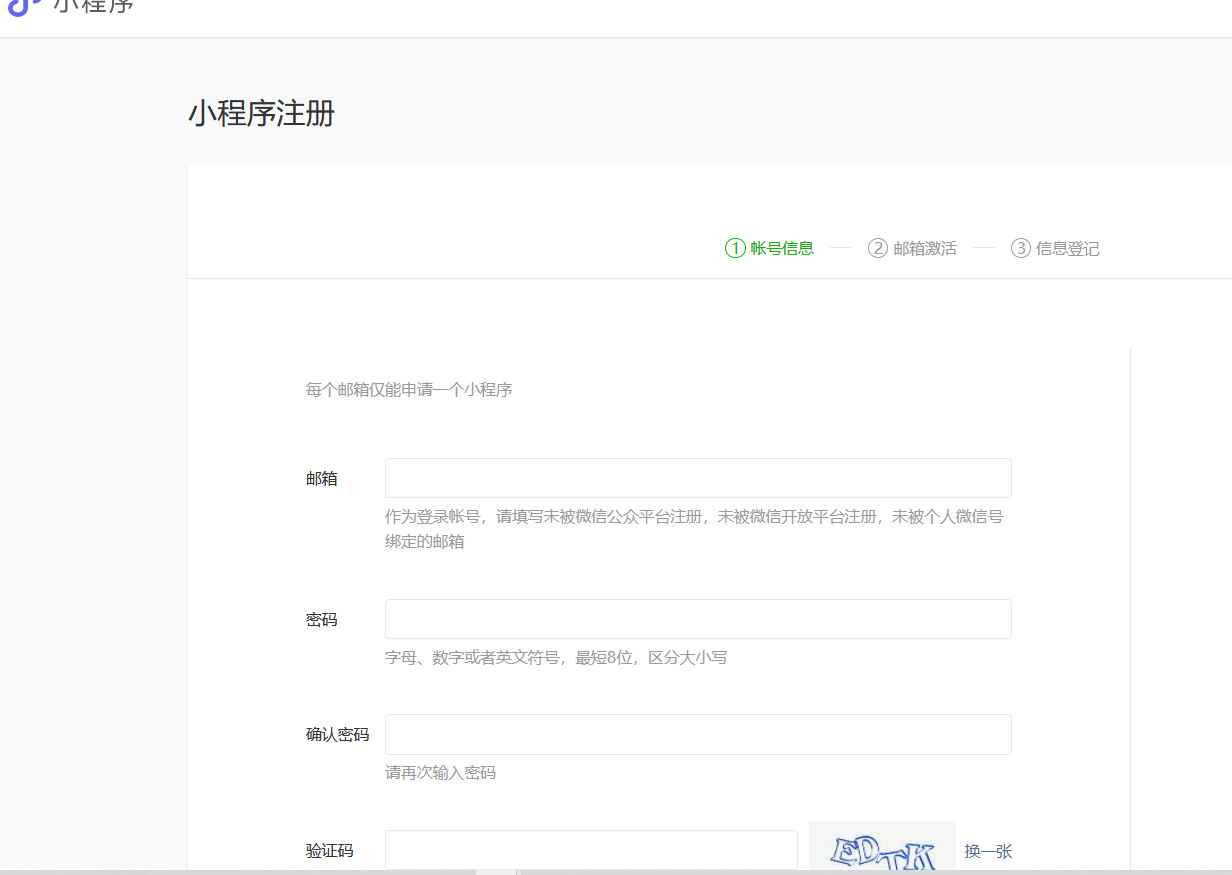 小程序
小程序注册
1 帐号信息 2 邮箱激活 3 信息登记
每个邮箱仅能申请一个小程序
邮箱
作为登录帐号，请填写未被微信公众平台注册，未被微信开放平台注册，未被个人微信号
绑定的邮箱
密码
字母、数字或者英文符号，最短8位，区分大小写
确认密码
请再次输入密码
验证码 EDTK 换一张